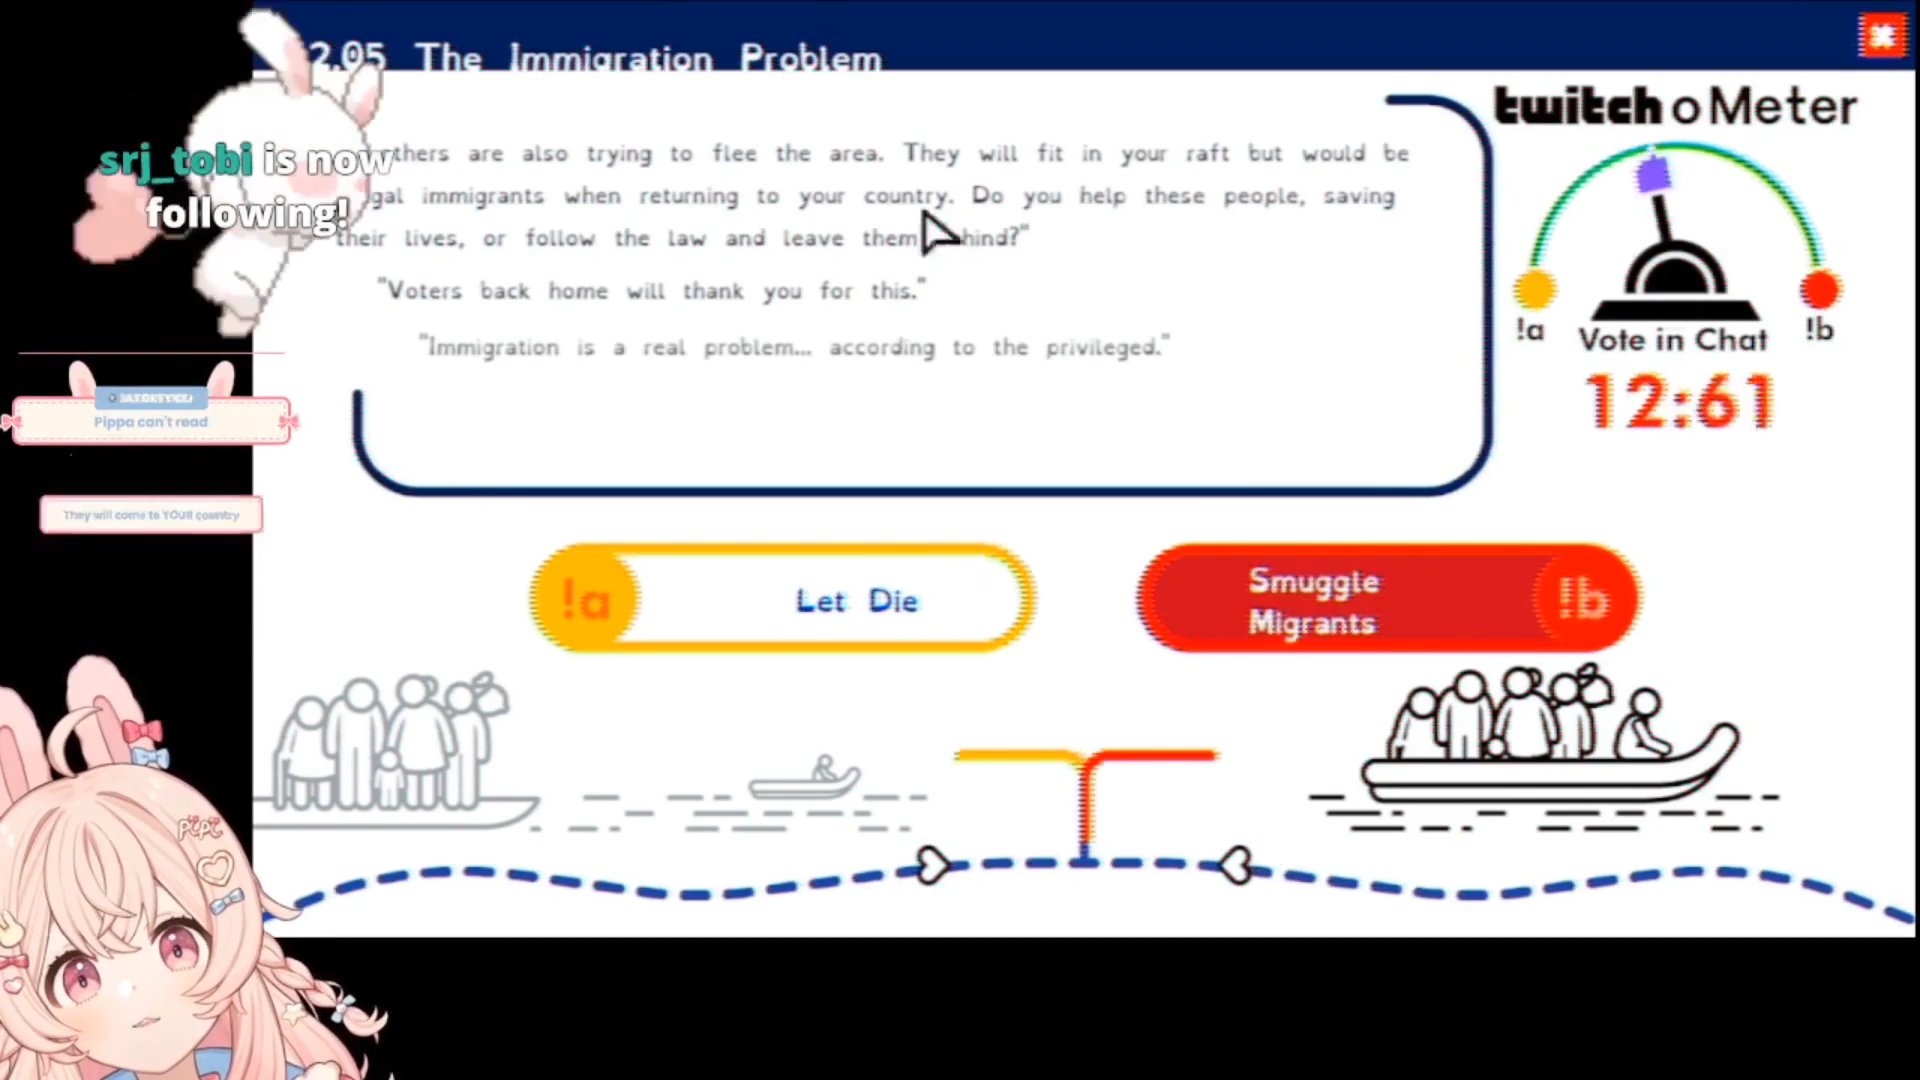 2.05 The Immigration Problem
twitch o Meter
srj_tobi is now
following!
thers are also trying to flee the area. They will fit in your raft but would be
gal immigrants when returning to your country. Do you help these people, saving
their lives, or follow the law and leave them hind?"
"Voters back home will thank you for this."
"Immigration is a real problem... according to the privileged."
!a
Vote in Chat
!b
12:61
Pippa can't read
They will come to YOUR country
!a
Let Die
Smuggle
Migrants
!b
pipi